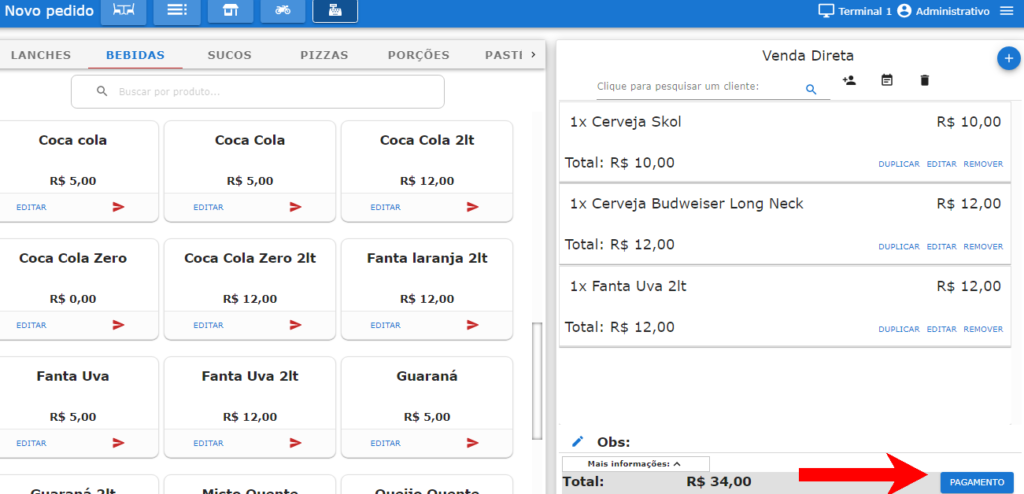 Novo pedido
Terminal 1 Administrativo
LANCHES BEBIDAS SUCOS PIZZAS PORÇÕES
Buscar por produto...
Coca cola Coca Cola Coca Cola 2lt
R$ 5,00 R$ 5,00 R$ 12,00
EDITAR EDITAR EDITAR
Coca Cola Zero Coca Cola Zero 2lt Fanta laranja 2lt
R$ 0,00 R$ 12,00 R$ 12,00
EDITAR EDITAR EDITAR
Fanta Uva Fanta Uva 2lt Guaraná
R$ 5,00 R$ 12,00 R$ 5,00
EDITAR EDITAR EDITAR
Guaraná 2lt Misto Quente Queijo Quente
Venda Direta
Clique para pesquisar um cliente:
1x Cerveja Skol R$ 10,00
Total: R$ 10,00 DUPLICAR EDITAR REMOVER
1x Cerveja Budweiser Long Neck R$ 12,00
Total: R$ 12,00 DUPLICAR EDITAR REMOVER
1x Fanta Uva 2lt R$ 12,00
Total: R$ 12,00 DUPLICAR EDITAR REMOVER
Obs:
Mais informações:
Total: R$ 34,00 PAGAMENTO